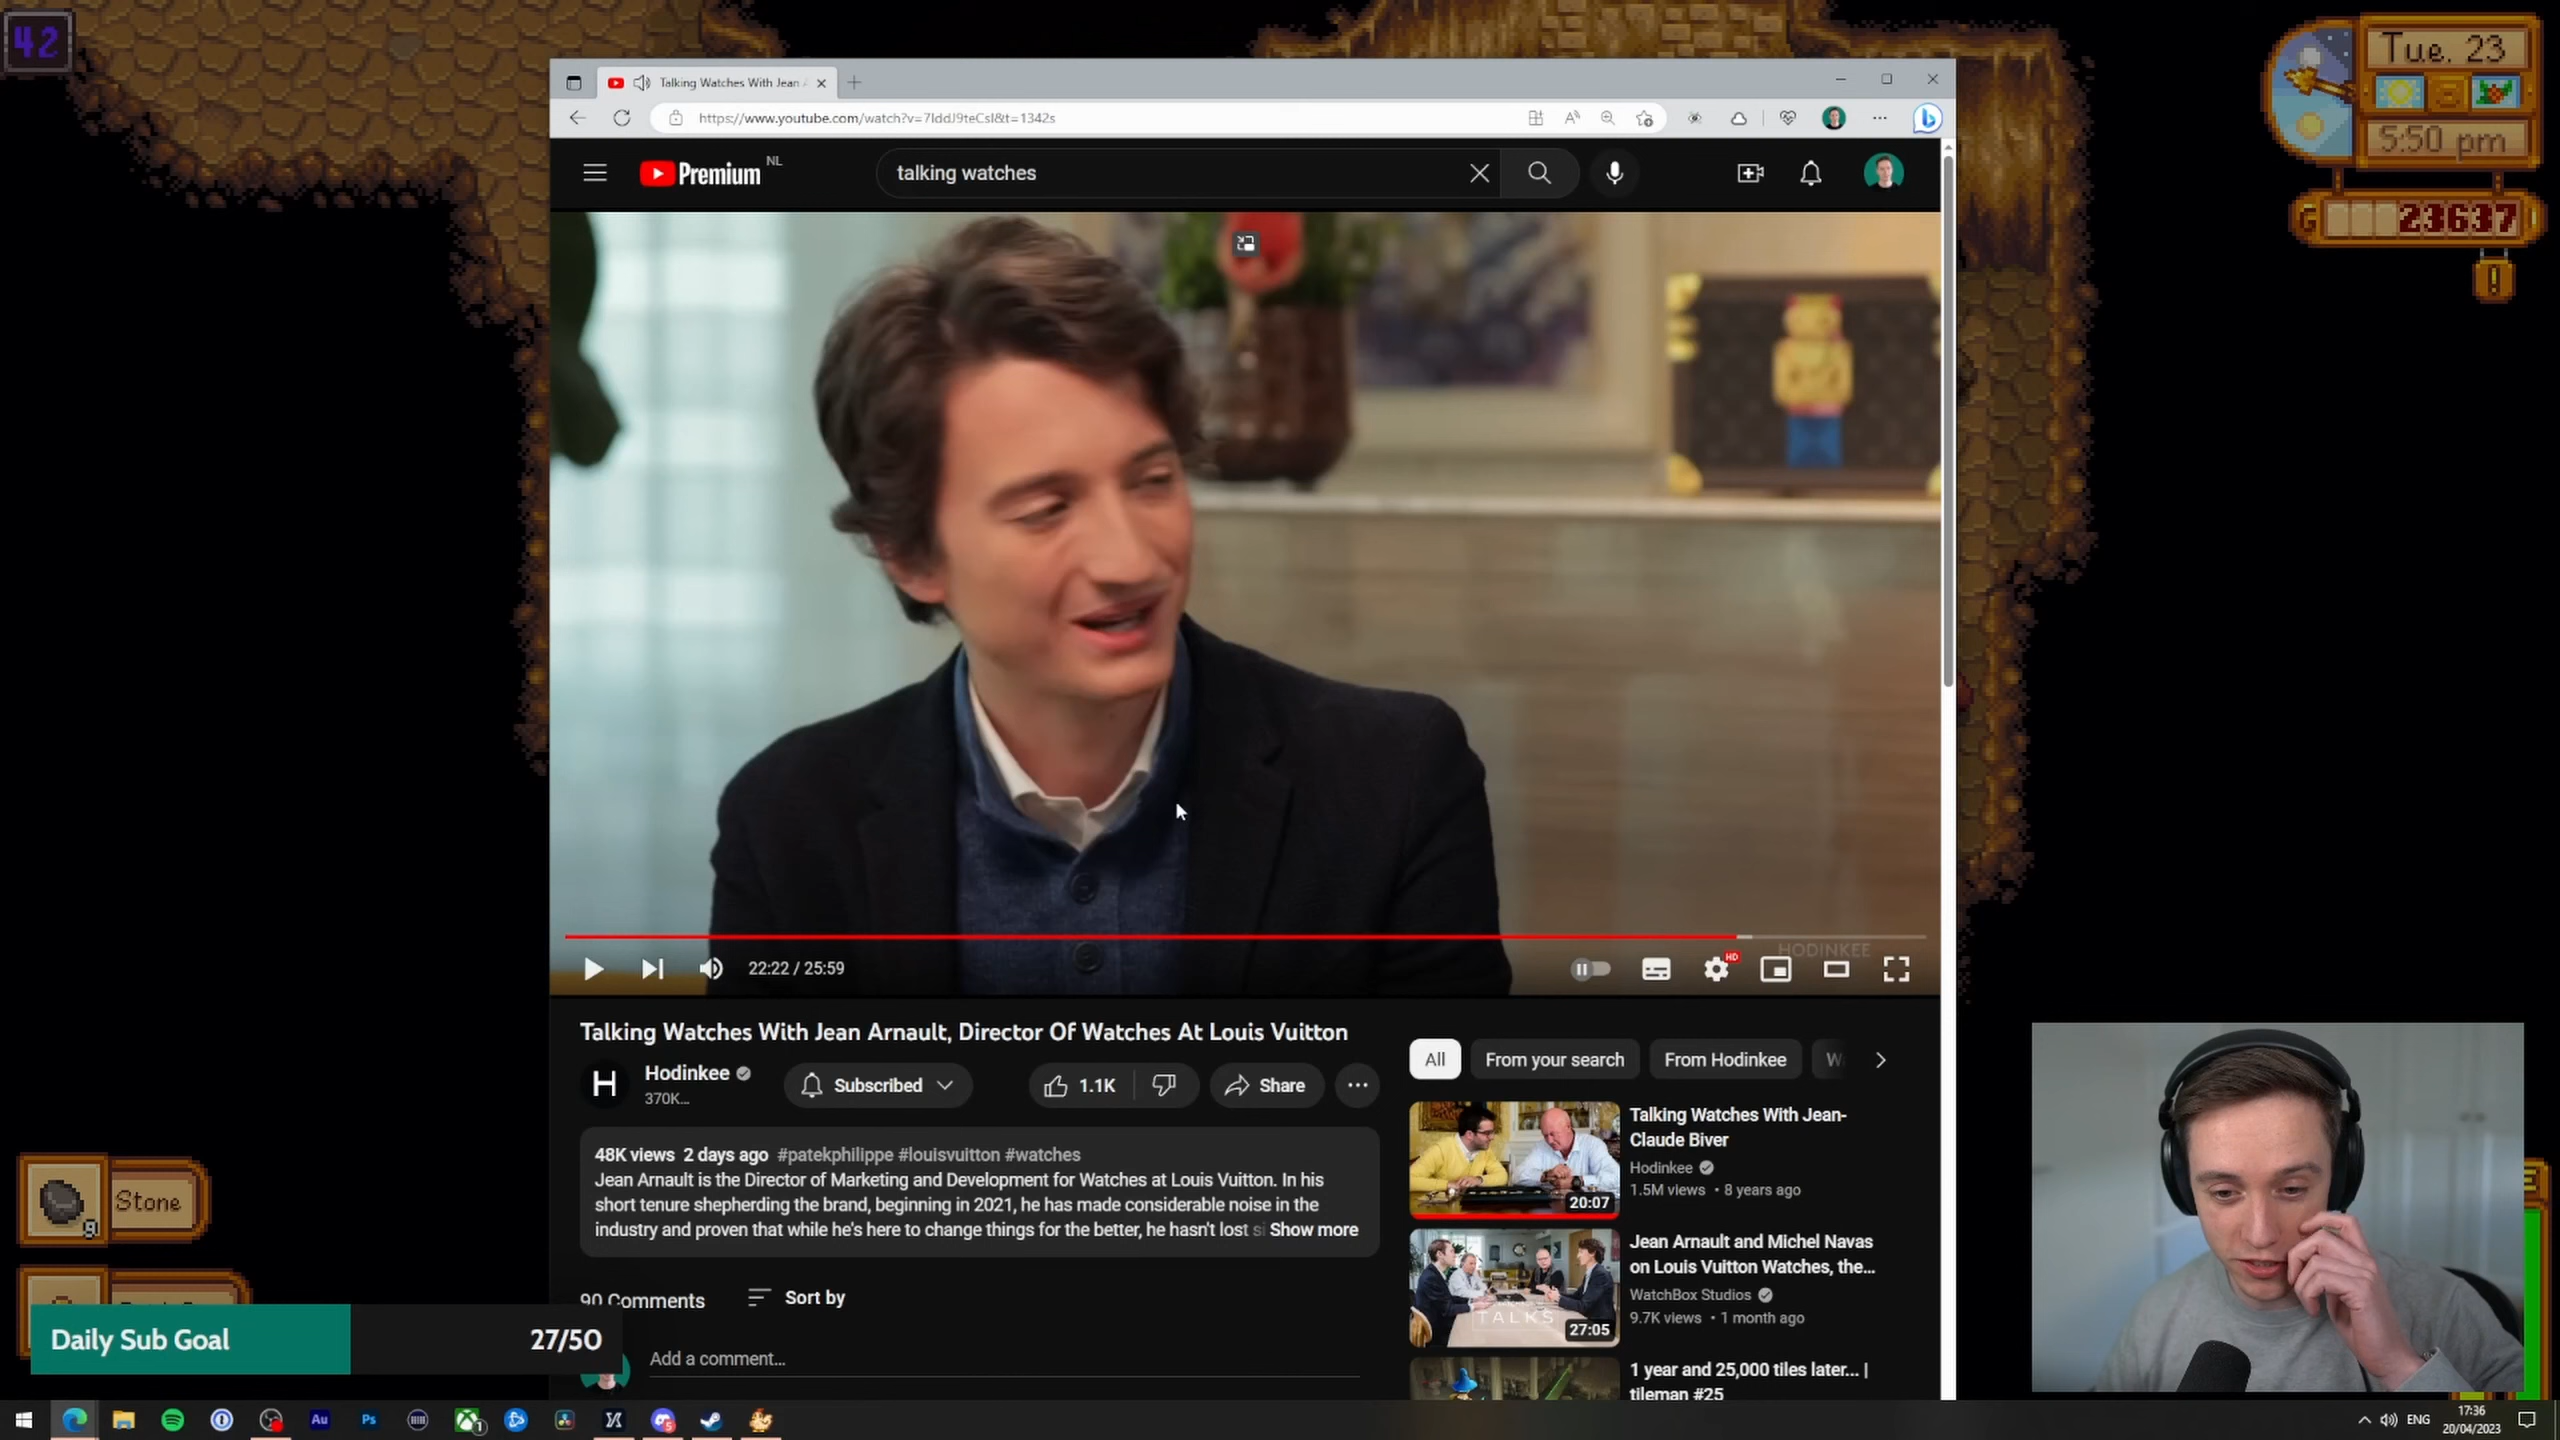 42
Tue. 23
5:50 pm
23637
Talking Watches With Jean A
https://www.youtube.com/watch?v=7IddJ9teCsI&t=1342s
Premium NL
talking watches
HODINKEE
22:22 / 25:59
HD
Talking Watches With Jean Arnault, Director Of Watches At Louis Vuitton
H
Hodinkee
370K...
Subscribed
1.1K
Share
48K views 2 days ago #patekphilippe #louisvuitton #watches
Jean Arnault is the Director of Marketing and Development for Watches at Louis Vuitton. In his
short tenure shepherding the brand, beginning in 2021, he has made considerable noise in the
industry and proven that while he's here to change things for the better, he hasn't lost si Show more
90 Comments
Sort by
Add a comment...
All
From your search
From Hodinkee
W
Talking Watches With Jean-
Claude Biver
Hodinkee
1.5M views • 8 years ago
20:07
Jean Arnault and Michel Navas
on Louis Vuitton Watches, the...
WatchBox Studios
9.7K views • 1 month ago
TALKS
27:05
1 year and 25,000 tiles later... |
tileman #25
Stone
9
Daily Sub Goal
27/50
Au
Ps
1
5
ENG
17:36
20/04/2023